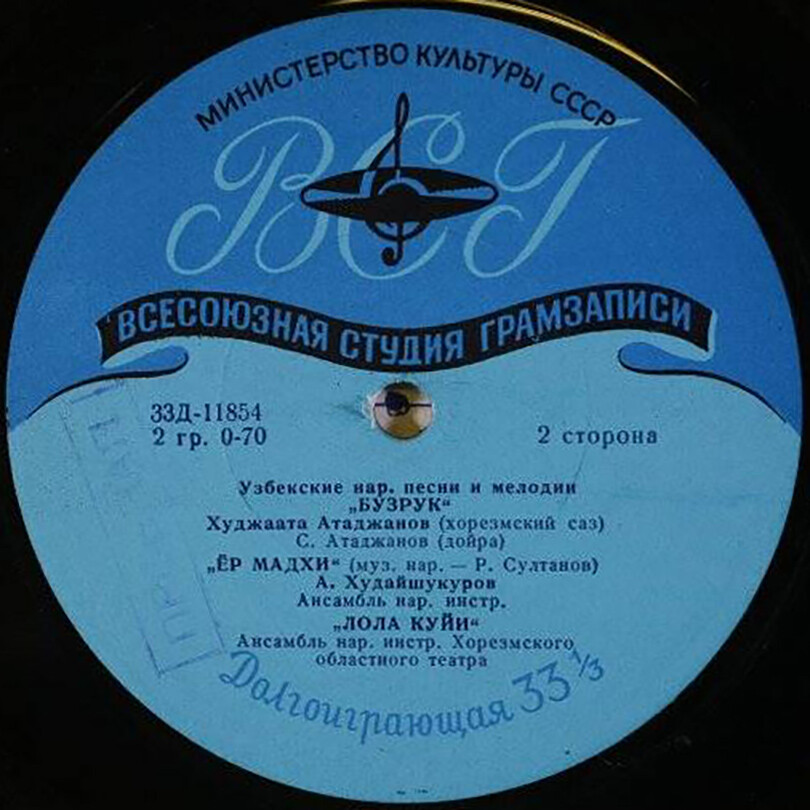 МИНИСТЕРСТВО КУЛЬТУРЫ СССР
ВСГ
ВСЕСОЮЗНАЯ СТУДИЯ ГРАМЗАПИСИ
33Д-11854
2 гр. 0-70
2 сторона
Узбекские нар. песни и мелодии
„БУЗРУК“
Худжаата Атаджанов (хорезмский саз)
С. Атаджанов (дойра)
„ЁР МАДХИ“ (муз. нар. — Р. Султанов)
А. Худайшукуров
Ансамбль нар. инстр.
„ЛОЛА КУЙИ“
Ансамбль нар. инстр. Хорезмского
областного театра
Долгоиграющая 33 1/3